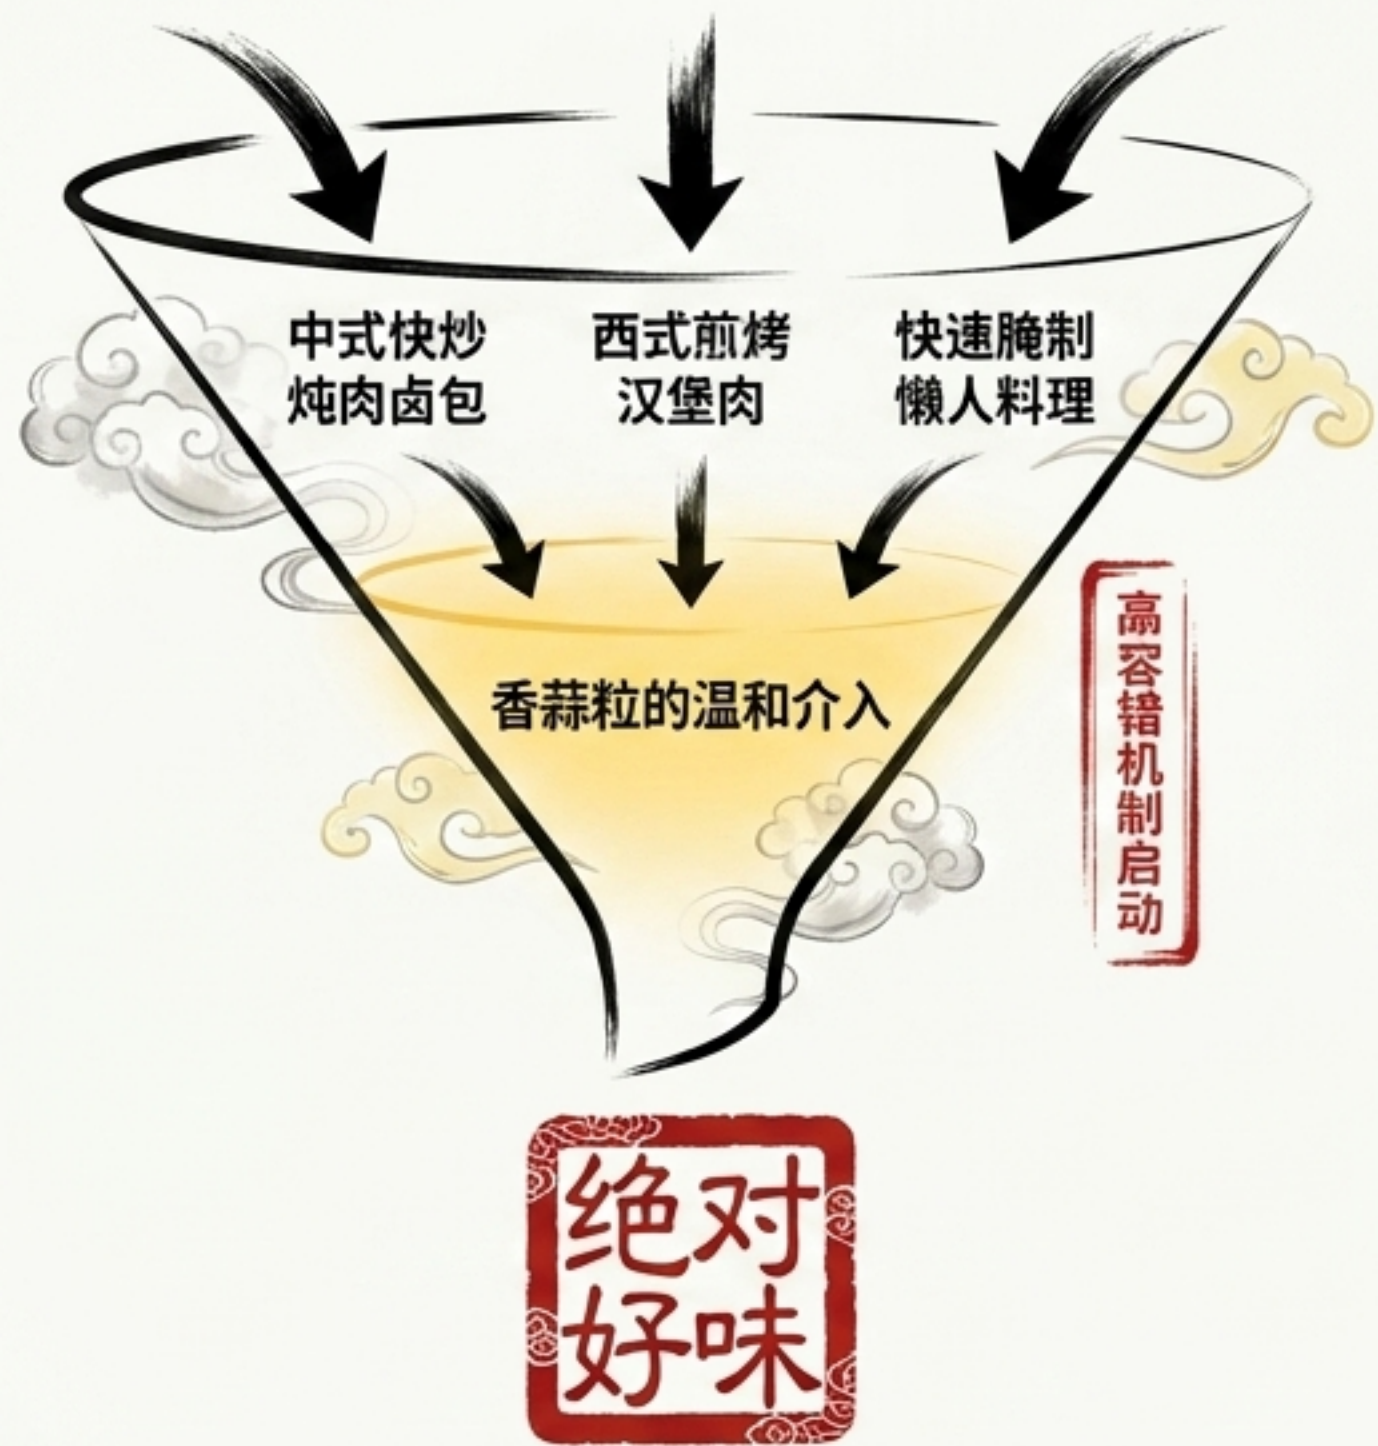 中式快炒
炖肉卤包
西式煎烤
汉堡肉
快速腌制
懒人料理
香蒜粒的温和介入
高容错机制启动
绝对
好味